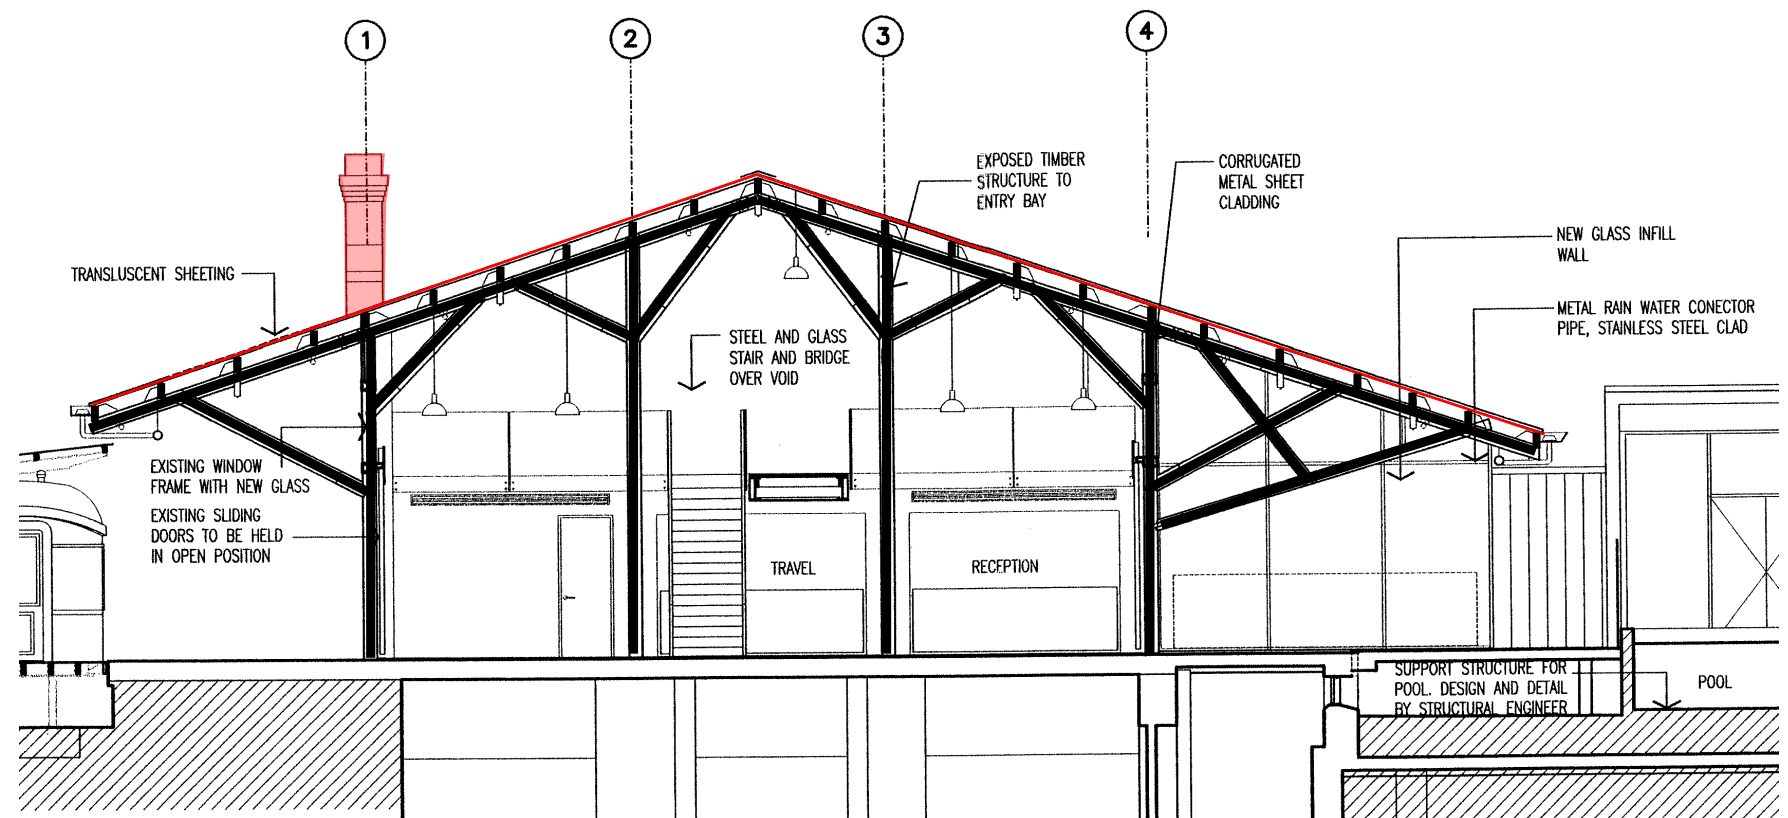 1
2
3
4
EXPOSED TIMBER
STRUCTURE TO
ENTRY BAY
CORRUGATED
METAL SHEET
CLADDING
NEW GLASS INFILL
WALL
TRANSLUSCENT SHEETING
METAL RAIN WATER CONECTOR
PIPE, STAINLESS STEEL CLAD
STEEL AND GLASS
STAIR AND BRIDGE
OVER VOID
EXISTING WINDOW
FRAME WITH NEW GLASS
EXISTING SLIDING
DOORS TO BE HELD
IN OPEN POSITION
TRAVEL
RECEPTION
SUPPORT STRUCTURE FOR
POOL. DESIGN AND DETAIL
BY STRUCTURAL ENGINEER
POOL